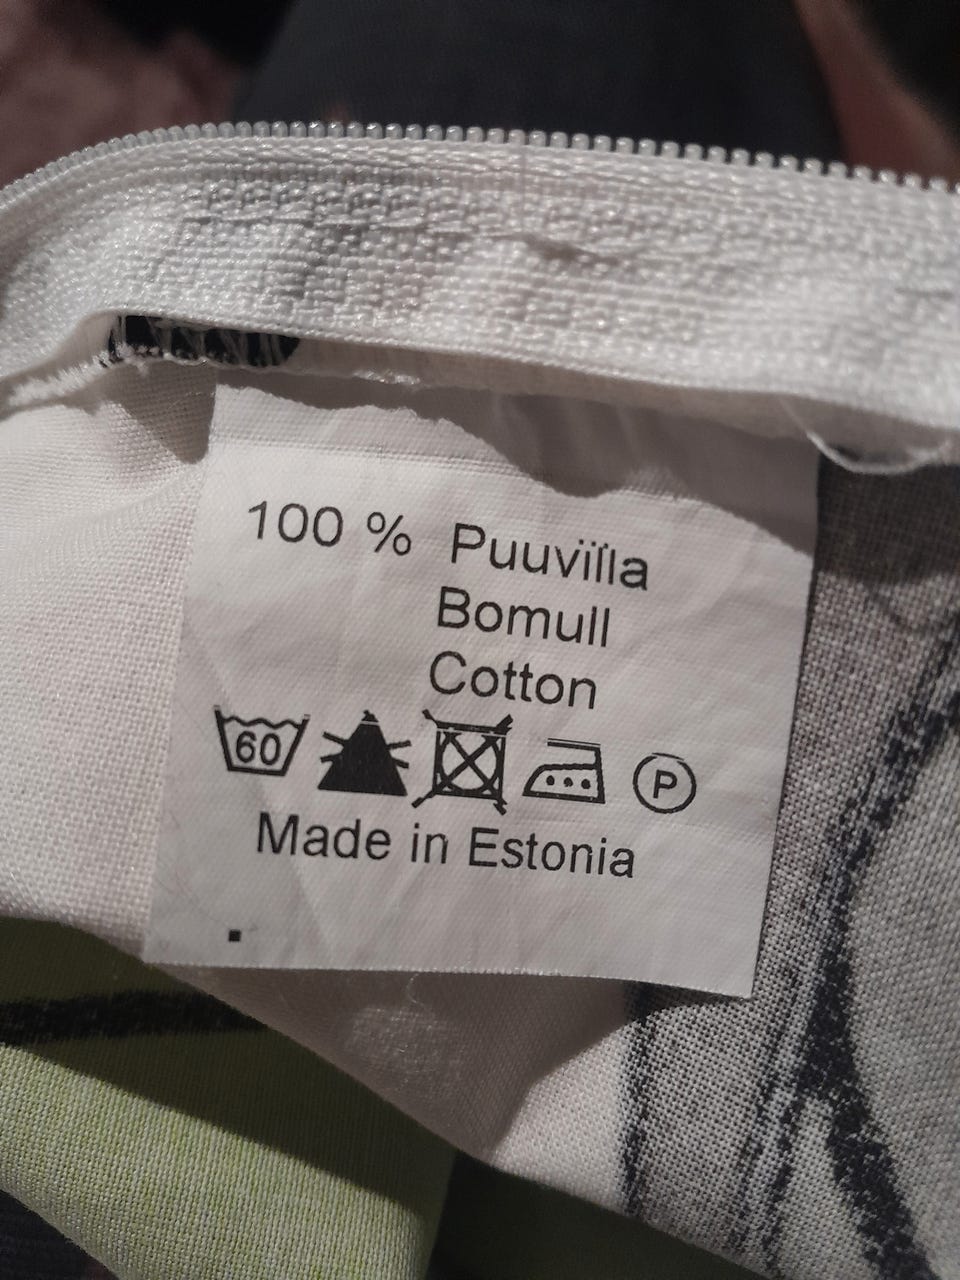 100 % Puuvilla
Bomull
Cotton
60 P
Made in Estonia